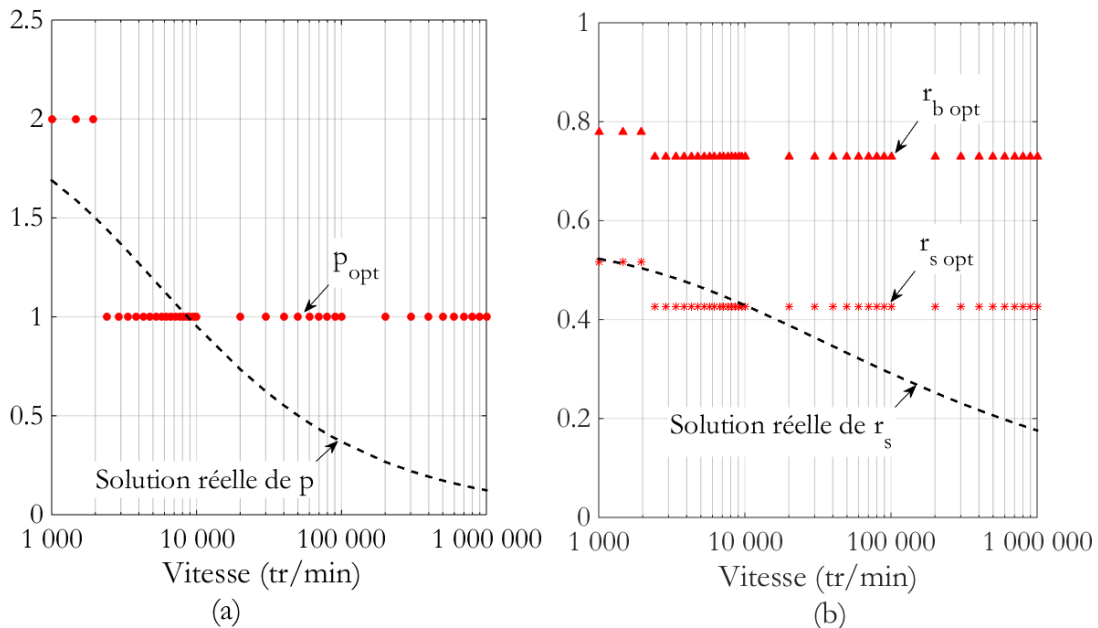 2.5
2
1.5
1
0.5
0
p opt
Solution réelle de p
1 000 10 000 100 000 1 000 000
Vitesse (tr/min)
(a)
1
0.8
0.6
0.4
0.2
0
r b opt
r s opt
Solution réelle de r s
1 000 10 000 100 000 1 000 000
Vitesse (tr/min)
(b)